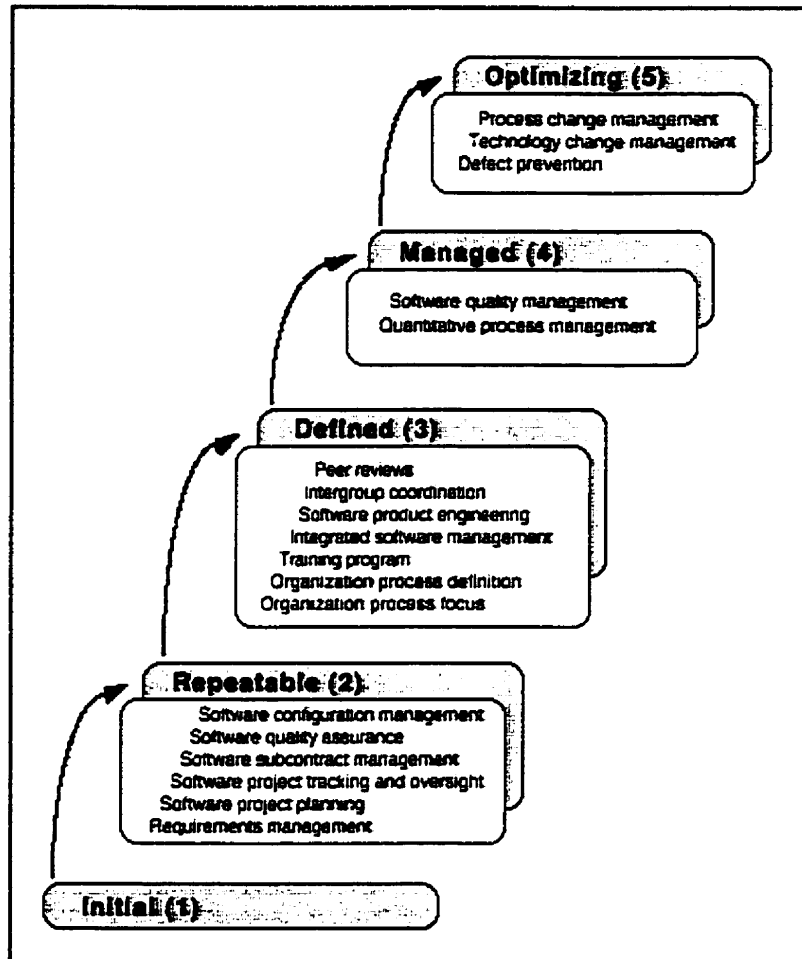 Optimizing (5)
Process change management
Technology change management
Defect prevention
Managed (4)
Software quality management
Quantitative process management
Defined (3)
Peer reviews
Intergroup coordination
Software product engineering
Integrated software management
Training program
Organization process definition
Organization process focus
Repeatable (2)
Software configuration management
Software quality assurance
Software subcontract management
Software project tracking and oversight
Software project planning
Requirements management
Initial (1)